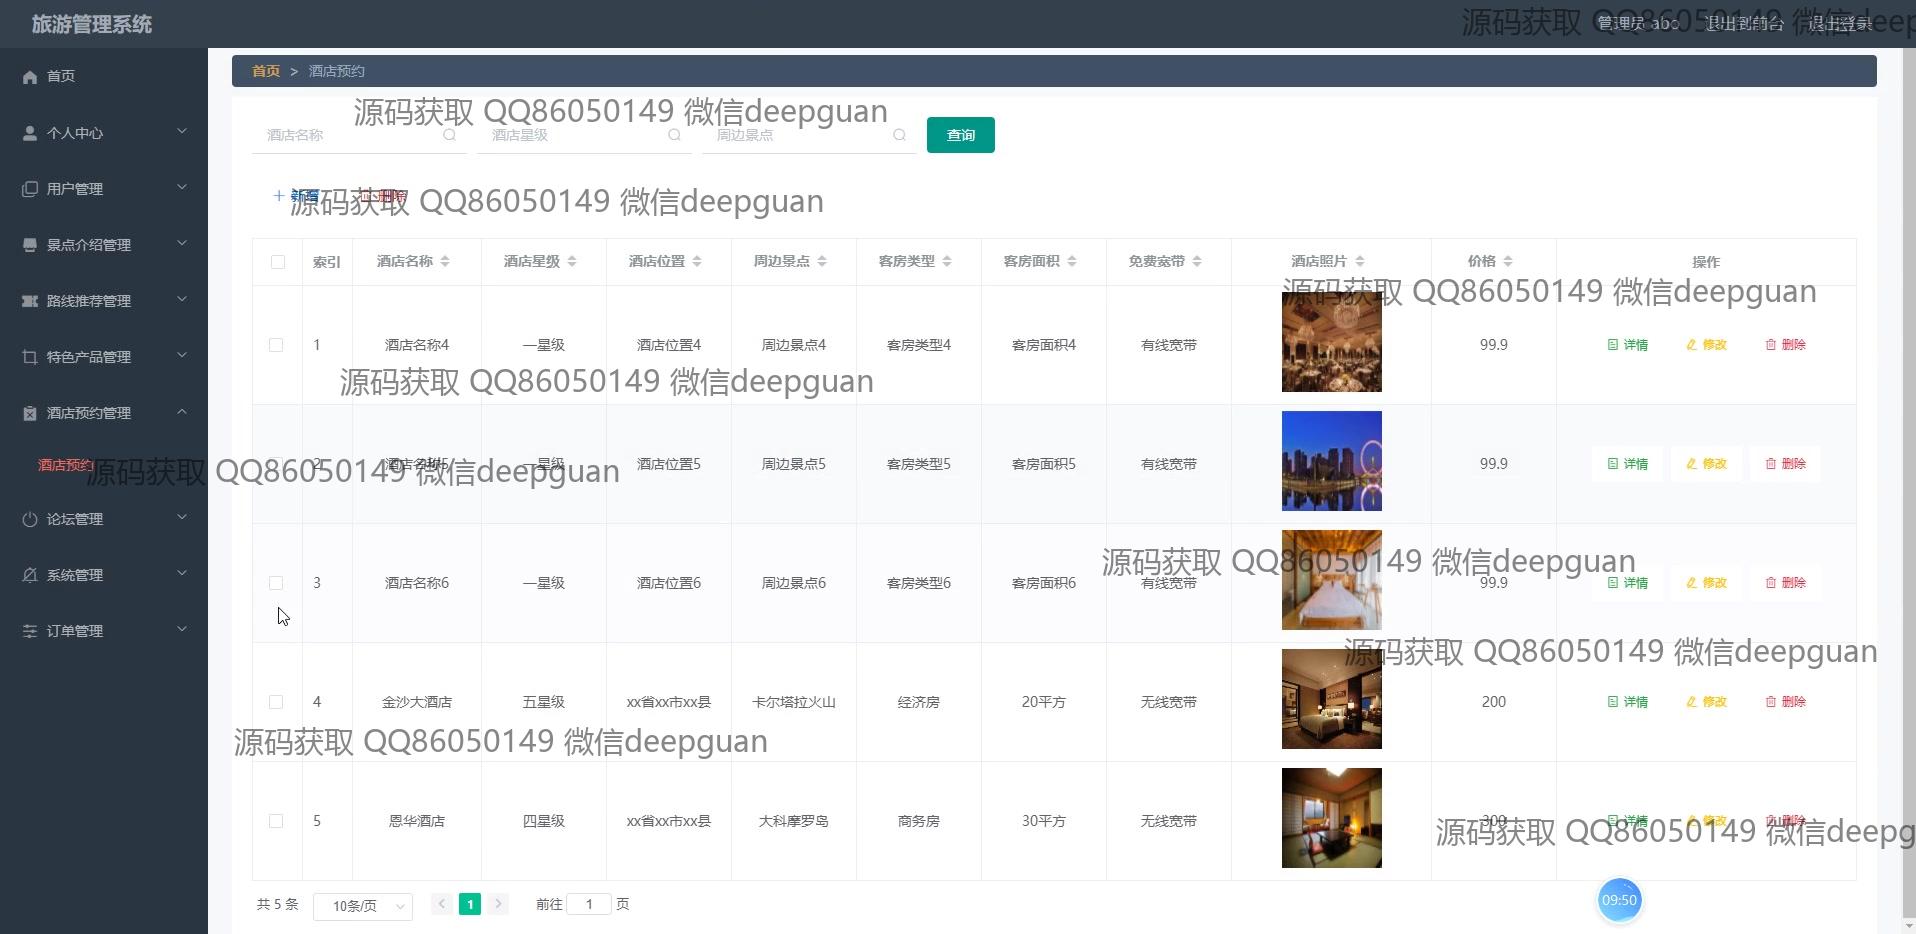 旅游管理系统
管理员 abc 退出到前台 退出登录
源码获取 QQ86050149 微信deep
首页
个人中心
用户管理
景点介绍管理
路线推荐管理
特色产品管理
酒店预约管理
酒店预约
论坛管理
系统管理
订单管理
首页 > 酒店预约
源码获取 QQ86050149 微信deepguan
酒店名称 酒店星级 周边景点 查询
+ 新增 删除
源码获取 QQ86050149 微信deepguan
索引 酒店名称 酒店星级 酒店位置 周边景点 客房类型 客房面积 免费宽带 酒店照片 价格 操作
源码获取 QQ86050149 微信deepguan
1 酒店名称4 一星级 酒店位置4 周边景点4 客房类型4 客房面积4 有线宽带 99.9 详情 修改 删除
源码获取 QQ86050149 微信deepguan
2 酒店名称5 一星级 酒店位置5 周边景点5 客房类型5 客房面积5 有线宽带 99.9 详情 修改 删除
源码获取 QQ86050149 微信deepguan
源码获取 QQ86050149 微信deepguan
3 酒店名称6 一星级 酒店位置6 周边景点6 客房类型6 客房面积6 有线宽带 99.9 详情 修改 删除
源码获取 QQ86050149 微信deepguan
4 金沙大酒店 五星级 xx省xx市xx县 卡尔塔拉火山 经济房 20平方 无线宽带 200 详情 修改 删除
源码获取 QQ86050149 微信deepguan
5 恩华酒店 四星级 xx省xx市xx县 大科摩罗岛 商务房 30平方 无线宽带 300 详情 修改 删除
源码获取 QQ86050149 微信deepg
共 5 条 10条/页 < 1 > 前往 1 页
09:50